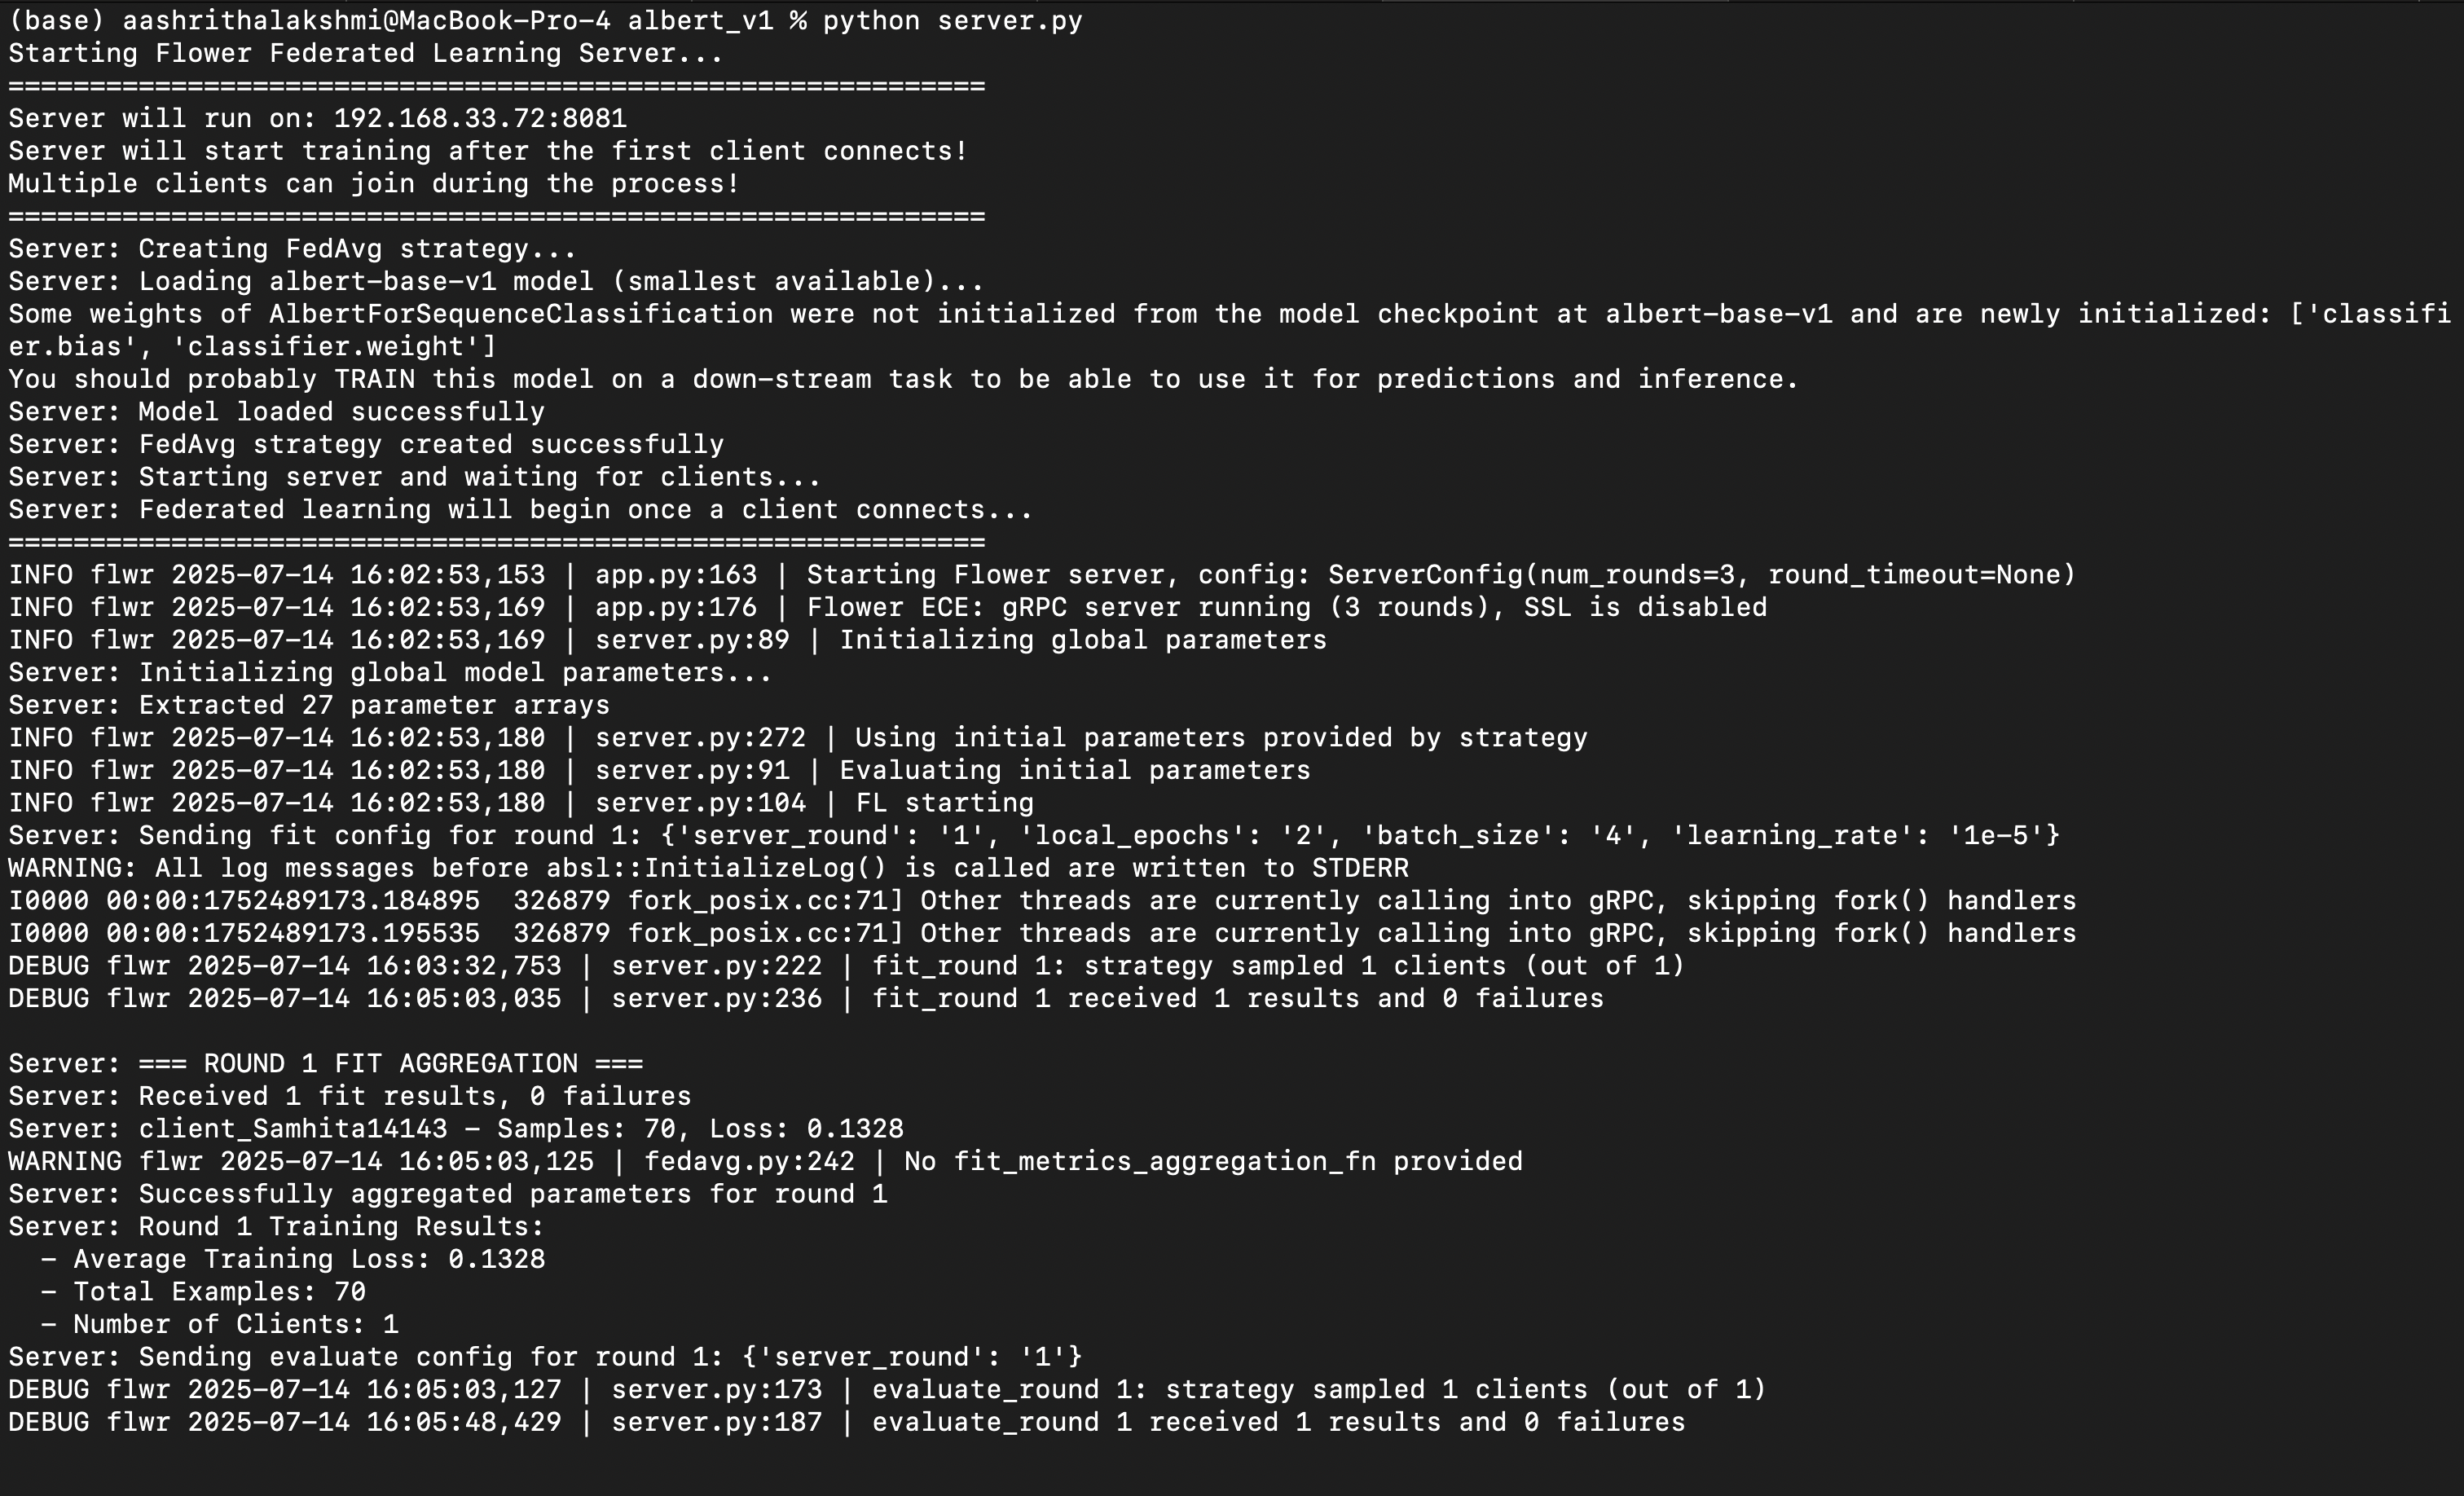 (base) aashrithalakshmi@MacBook-Pro-4 albert_v1 % python server.py
Starting Flower Federated Learning Server...
============================================================
Server will run on: 192.168.33.72:8081
Server will start training after the first client connects!
Multiple clients can join during the process!
============================================================
Server: Creating FedAvg strategy...
Server: Loading albert-base-v1 model (smallest available)...
Some weights of AlbertForSequenceClassification were not initialized from the model checkpoint at albert-base-v1 and are newly initialized: ['classifi
er.bias', 'classifier.weight']
You should probably TRAIN this model on a down-stream task to be able to use it for predictions and inference.
Server: Model loaded successfully
Server: FedAvg strategy created successfully
Server: Starting server and waiting for clients...
Server: Federated learning will begin once a client connects...
============================================================
INFO flwr 2025-07-14 16:02:53,153 | app.py:163 | Starting Flower server, config: ServerConfig(num_rounds=3, round_timeout=None)
INFO flwr 2025-07-14 16:02:53,169 | app.py:176 | Flower ECE: gRPC server running (3 rounds), SSL is disabled
INFO flwr 2025-07-14 16:02:53,169 | server.py:89 | Initializing global parameters
Server: Initializing global model parameters...
Server: Extracted 27 parameter arrays
INFO flwr 2025-07-14 16:02:53,180 | server.py:272 | Using initial parameters provided by strategy
INFO flwr 2025-07-14 16:02:53,180 | server.py:91 | Evaluating initial parameters
INFO flwr 2025-07-14 16:02:53,180 | server.py:104 | FL starting
Server: Sending fit config for round 1: {'server_round': '1', 'local_epochs': '2', 'batch_size': '4', 'learning_rate': '1e-5'}
WARNING: All log messages before absl::InitializeLog() is called are written to STDERR
I0000 00:00:1752489173.184895  326879 fork_posix.cc:71] Other threads are currently calling into gRPC, skipping fork() handlers
I0000 00:00:1752489173.195535  326879 fork_posix.cc:71] Other threads are currently calling into gRPC, skipping fork() handlers
DEBUG flwr 2025-07-14 16:03:32,753 | server.py:222 | fit_round 1: strategy sampled 1 clients (out of 1)
DEBUG flwr 2025-07-14 16:05:03,035 | server.py:236 | fit_round 1 received 1 results and 0 failures
Server: === ROUND 1 FIT AGGREGATION ===
Server: Received 1 fit results, 0 failures
Server: client_Samhita14143 - Samples: 70, Loss: 0.1328
WARNING flwr 2025-07-14 16:05:03,125 | fedavg.py:242 | No fit_metrics_aggregation_fn provided
Server: Successfully aggregated parameters for round 1
Server: Round 1 Training Results:
  - Average Training Loss: 0.1328
  - Total Examples: 70
  - Number of Clients: 1
Server: Sending evaluate config for round 1: {'server_round': '1'}
DEBUG flwr 2025-07-14 16:05:03,127 | server.py:173 | evaluate_round 1: strategy sampled 1 clients (out of 1)
DEBUG flwr 2025-07-14 16:05:48,429 | server.py:187 | evaluate_round 1 received 1 results and 0 failures